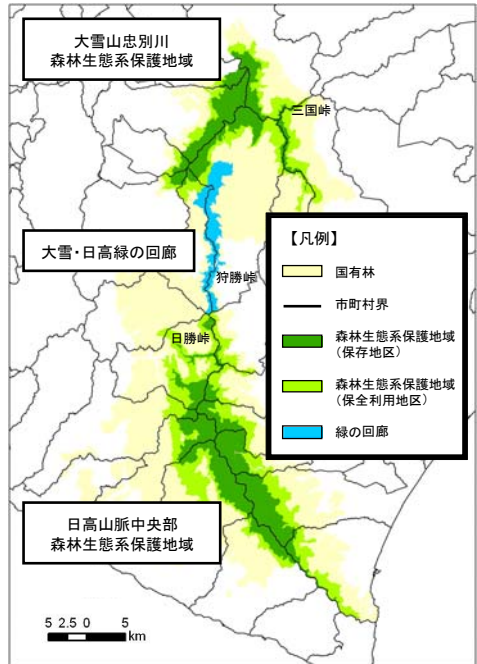 大雪山忠別川
森林生態系保護地域
三国峠
大雪・日高緑の回廊
狩勝峠
日勝峠
【凡例】
国有林
市町村界
森林生態系保護地域
（保存地区）
森林生態系保護地域
（保全利用地区）
緑の回廊
日高山脈中央部
森林生態系保護地域
5 2.5 0 5
km